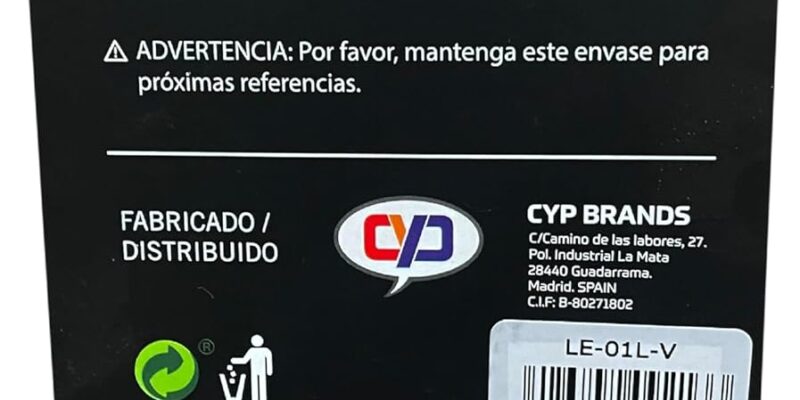 ADVERTENCIA: Por favor, mantenga este envase para
próximas referencias.
FABRICADO /
DISTRIBUIDO
CYP
CYP BRANDS
C/Camino de las labores, 27.
Pol. Industrial La Mata
28440 Guadarrama.
Madrid. SPAIN
C.I.F: B-80271802
®
LE-01L-V